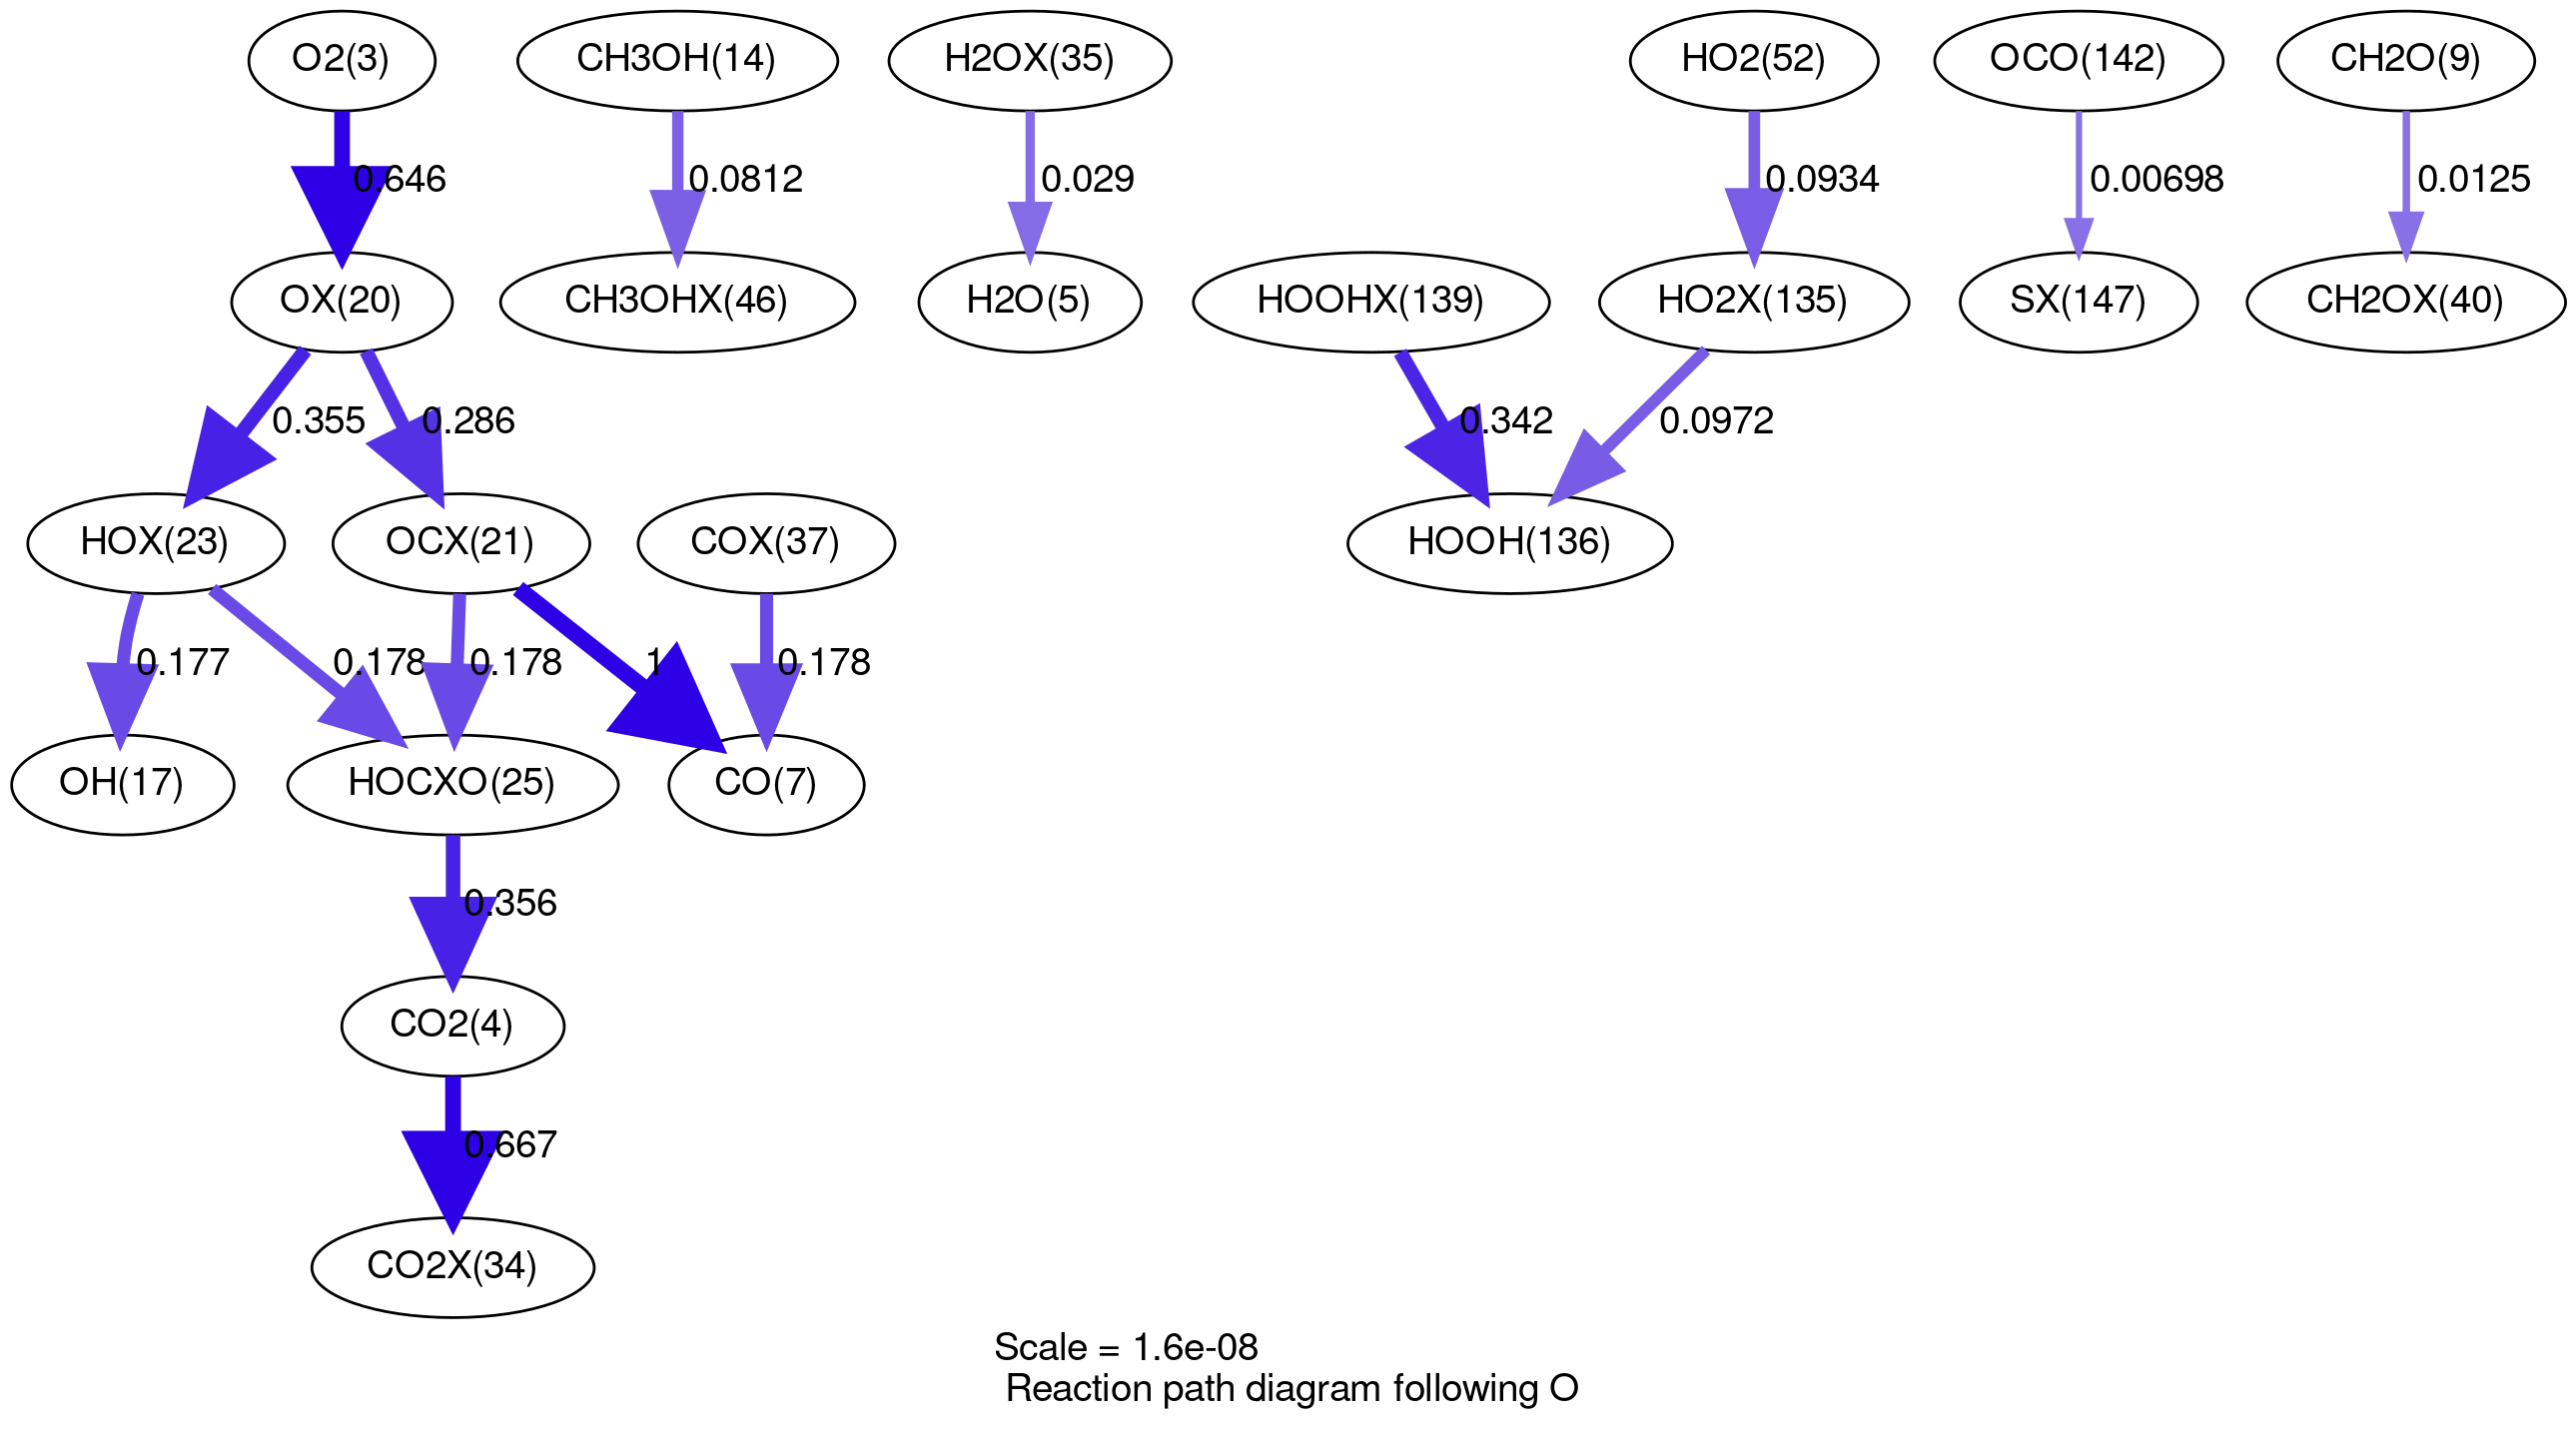 O2(3)
CH3OH(14)
H2OX(35)
HO2(52)
OCO(142)
CH2O(9)
0.646
0.0812
0.029
0.0934
0.00698
0.0125
OX(20)
CH3OHX(46)
H2O(5)
HOOHX(139)
HO2X(135)
SX(147)
CH2OX(40)
0.355
0.286
0.342
0.0972
HOX(23)
OCX(21)
COX(37)
HOOH(136)
0.177
0.178
0.178
1
0.178
OH(17)
HOCXO(25)
CO(7)
0.356
CO2(4)
0.667
CO2X(34)
Scale = 1.6e-08
Reaction path diagram following O